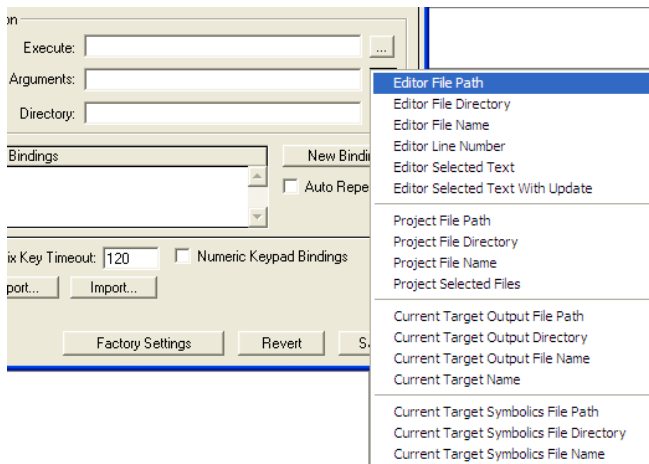 Execute:
...
Arguments:
Directory:
Bindings
New Bindi
Auto Repe
Key Timeout: 120
Numeric Keypad Bindings
Import...
Factory Settings
Revert
Editor File Path
Editor File Directory
Editor File Name
Editor Line Number
Editor Selected Text
Editor Selected Text With Update
Project File Path
Project File Directory
Project File Name
Project Selected Files
Current Target Output File Path
Current Target Output Directory
Current Target Output File Name
Current Target Name
Current Target Symbolics File Path
Current Target Symbolics File Directory
Current Target Symbolics File Name